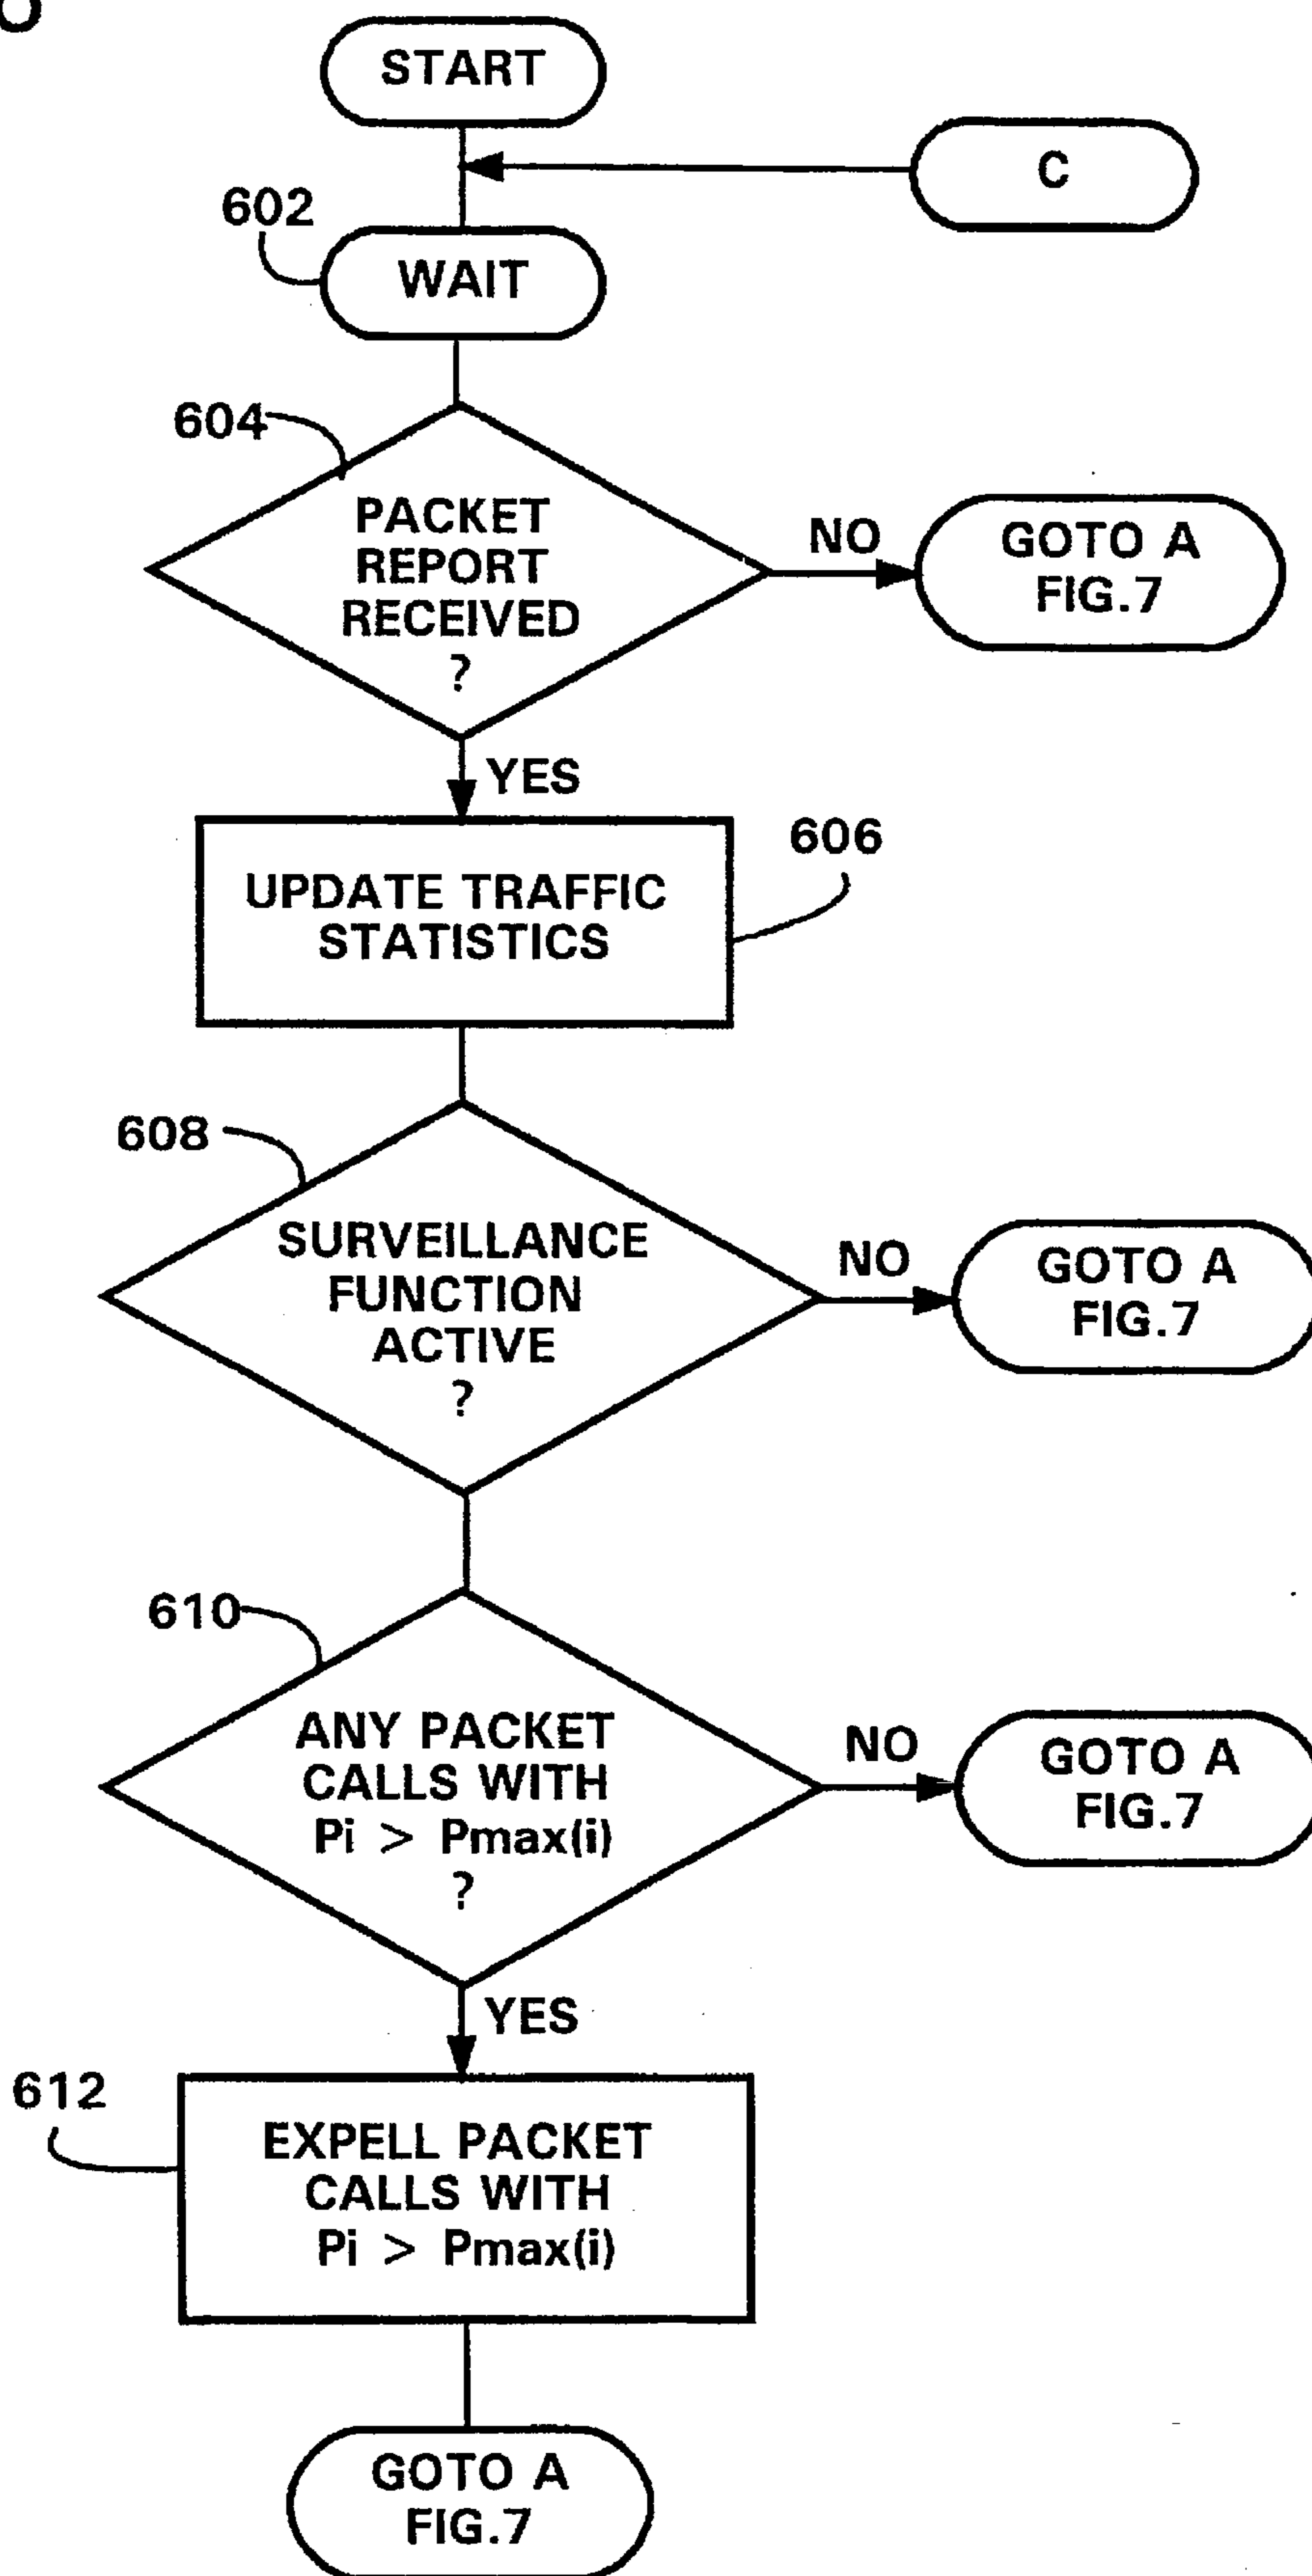 START
C
602
WAIT
604
PACKET
REPORT
RECEIVED
?
NO
GOTO A
FIG.7
YES
606
UPDATE TRAFFIC
STATISTICS
608
SURVEILLANCE
FUNCTION
ACTIVE
?
NO
GOTO A
FIG.7
610
ANY PACKET
CALLS WITH
Pi > Pmax(i)
?
NO
GOTO A
FIG.7
YES
612
EXPELL PACKET
CALLS WITH
Pi > Pmax(i)
GOTO A
FIG.7